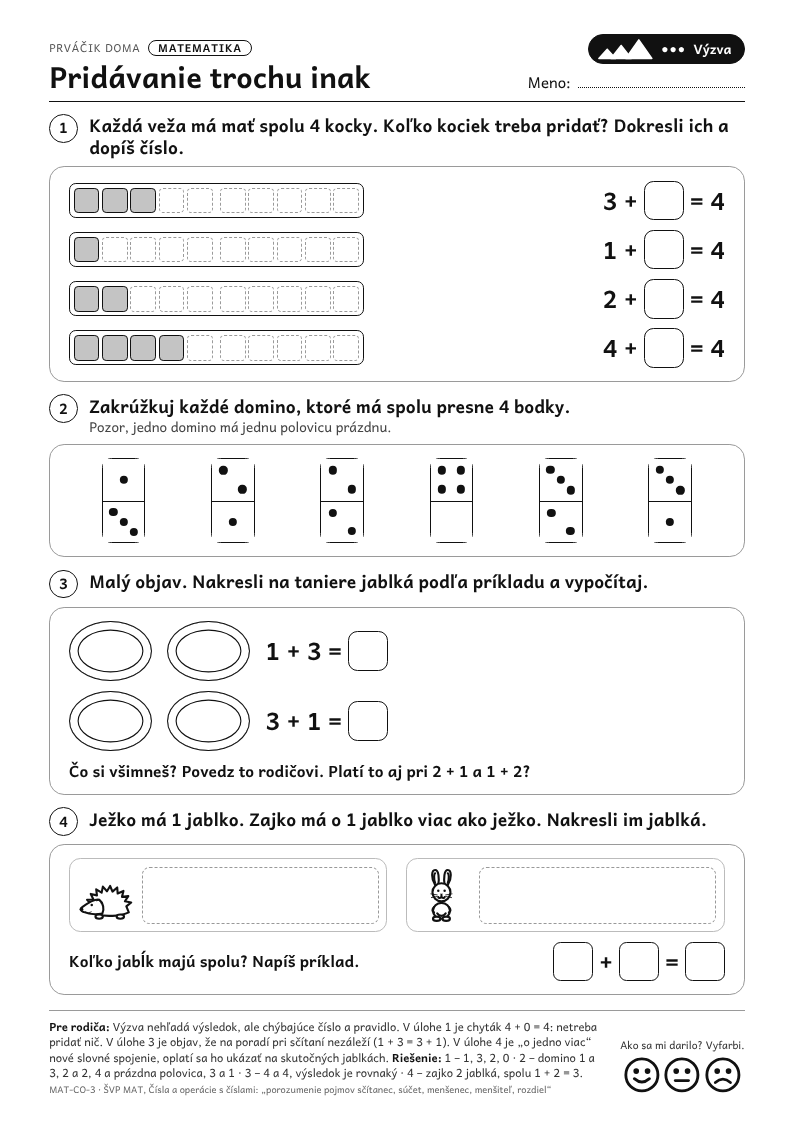 PRVÁČIK DOMA MATEMATIKA
Výzva
Pridávanie trochu inak
Meno:
1 Každá veža má mať spolu 4 kocky. Koľko kociek treba pridať? Dokresli ich a
dopíš číslo.
3 + = 4
1 + = 4
2 + = 4
4 + = 4
2 Zakrúžkuj každé domino, ktoré má spolu presne 4 bodky.
Pozor, jedno domino má jednu polovicu prázdnu.
3 Malý objav. Nakresli na taniere jablká podľa príkladu a vypočítaj.
1 + 3 =
3 + 1 =
Čo si všimneš? Povedz to rodičovi. Platí to aj pri 2 + 1 a 1 + 2?
4 Ježko má 1 jablko. Zajko má o 1 jablko viac ako ježko. Nakresli im jablká.
Koľko jabĺk majú spolu? Napíš príklad.
+ =
Pre rodiča: Výzva nehľadá výsledok, ale chýbajúce číslo a pravidlo. V úlohe 1 je chyták 4 + 0 = 4: netreba
pridať nič. V úlohe 3 je objav, že na poradí pri sčítaní nezáleží (1 + 3 = 3 + 1). V úlohe 4 je „o jedno viac“
nové slovné spojenie, oplatí sa ho ukázať na skutočných jablkách. Riešenie: 1 – 1, 3, 2, 0 · 2 – domino 1 a
3, 2 a 2, 4 a prázdna polovica, 3 a 1 · 3 – 4 a 4, výsledok je rovnaký · 4 – zajko 2 jablká, spolu 1 + 2 = 3.
MAT-CO-3 · ŠVP MAT, Čísla a operácie s číslami: „porozumenie pojmov sčítanec, súčet, menšenec, menšiteľ, rozdiel“
Ako sa mi darilo? Vyfarbi.